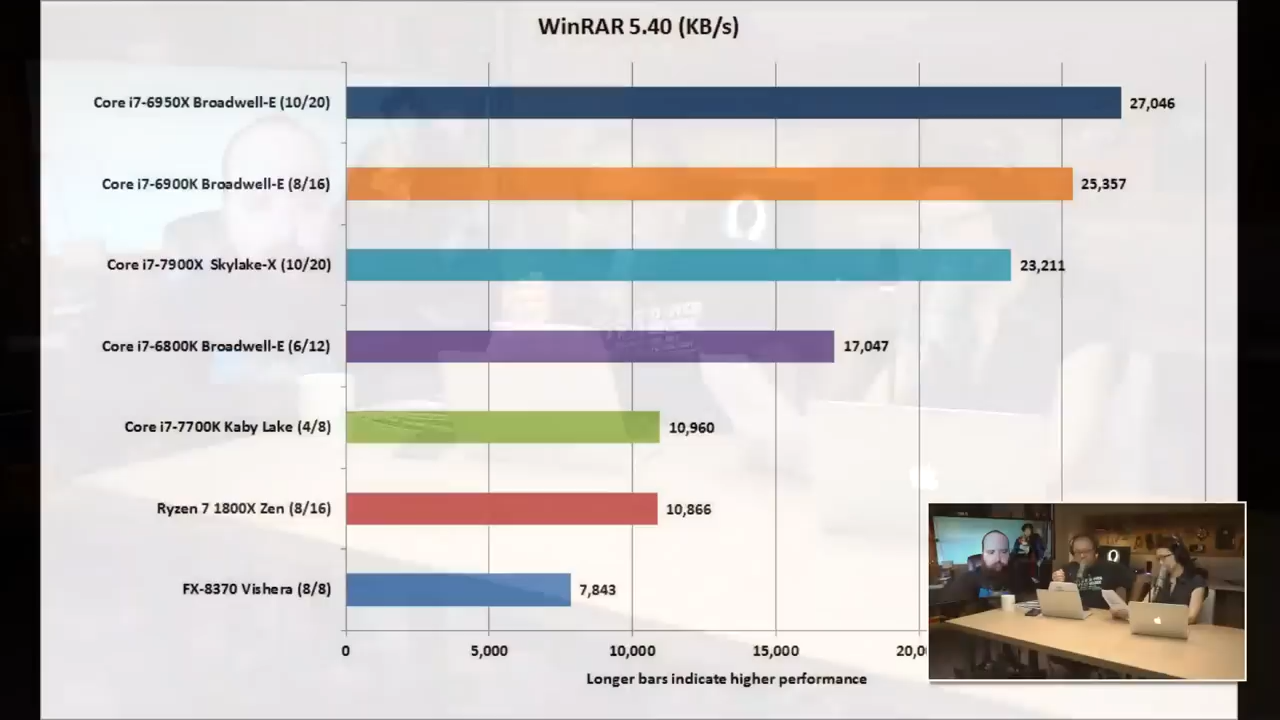 WinRAR 5.40 (KB/s)
Core i7-6950X Broadwell-E (10/20) 27,046
Core i7-6900K Broadwell-E (8/16) 25,357
Core i7-7900X Skylake-X (10/20) 23,211
Core i7-6800K Broadwell-E (6/12) 17,047
Core i7-7700K Kaby Lake (4/8) 10,960
Ryzen 7 1800X Zen (8/16) 10,866
FX-8370 Vishera (8/8) 7,843
0 5,000 10,000 15,000
Longer bars indicate higher performance